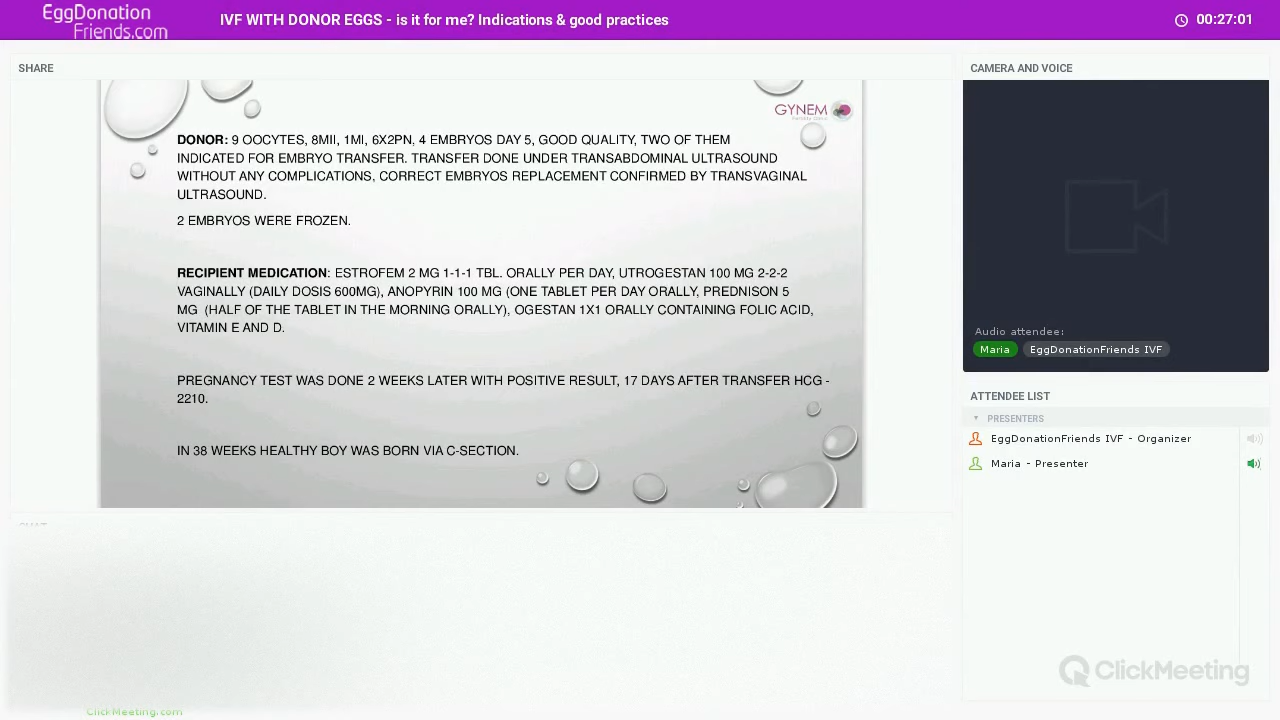 EggDonation
Friends.com
IVF WITH DONOR EGGS - is it for me? Indications & good practices
00:27:01
SHARE
GYNEM
DONOR: 9 OOCYTES, 8MII, 1MI, 6X2PN, 4 EMBRYOS DAY 5, GOOD QUALITY, TWO OF THEM
INDICATED FOR EMBRYO TRANSFER. TRANSFER DONE UNDER TRANSABDOMINAL ULTRASOUND
WITHOUT ANY COMPLICATIONS, CORRECT EMBRYOS REPLACEMENT CONFIRMED BY TRANSVAGINAL
ULTRASOUND.
2 EMBRYOS WERE FROZEN.
RECIPIENT MEDICATION: ESTROFEM 2 MG 1-1-1 TBL. ORALLY PER DAY, UTROGESTAN 100 MG 2-2-2
VAGINALLY (DAILY DOSIS 600MG), ANOPYRIN 100 MG (ONE TABLET PER DAY ORALLY, PREDNISON 5
MG (HALF OF THE TABLET IN THE MORNING ORALLY), OGESTAN 1X1 ORALLY CONTAINING FOLIC ACID,
VITAMIN E AND D.
PREGNANCY TEST WAS DONE 2 WEEKS LATER WITH POSITIVE RESULT, 17 DAYS AFTER TRANSFER HCG -
2210.
IN 38 WEEKS HEALTHY BOY WAS BORN VIA C-SECTION.
CAMERA AND VOICE
Audio attendee:
Maria EggDonationFriends IVF
ATTENDEE LIST
PRESENTERS
EggDonationFriends IVF - Organizer
Maria - Presenter
ClickMeeting
ClickMeeting.com